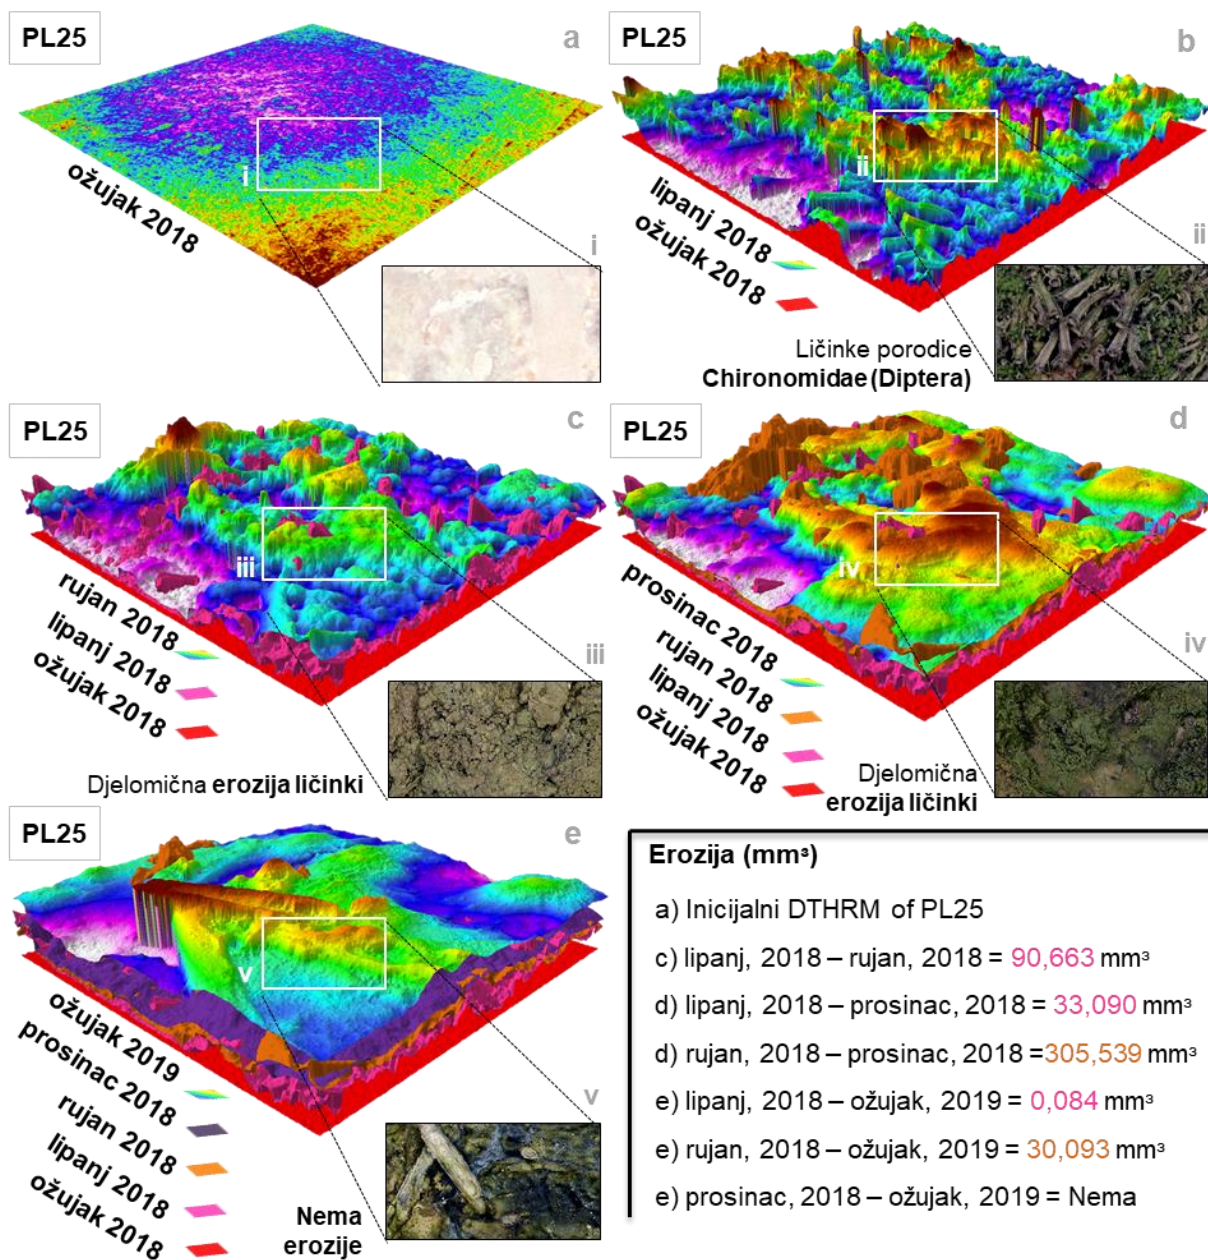 PL25
a
i
ožujak 2018
i
PL25
b
ii
lipanj 2018
ožujak 2018
ii
Ličinke porodice
Chironomidae (Diptera)
PL25
c
iii
rujan 2018
lipanj 2018
ožujak 2018
iii
Djelomična erozija ličinki
PL25
d
iv
prosinac 2018
rujan 2018
lipanj 2018
ožujak 2018
iv
Djelomična
erozija ličinki
PL25
e
v
ožujak 2019
prosinac 2018
rujan 2018
lipanj 2018
ožujak 2018
v
Nema
erozije
Erozija (mm³)
a) Inicijalni DTHRM of PL25
c) lipanj, 2018 – rujan, 2018 = 90,663 mm³
d) lipanj, 2018 – prosinac, 2018 = 33,090 mm³
d) rujan, 2018 – prosinac, 2018 =305,539 mm³
e) lipanj, 2018 – ožujak, 2019 = 0,084 mm³
e) rujan, 2018 – ožujak, 2019 = 30,093 mm³
e) prosinac, 2018 – ožujak, 2019 = Nema